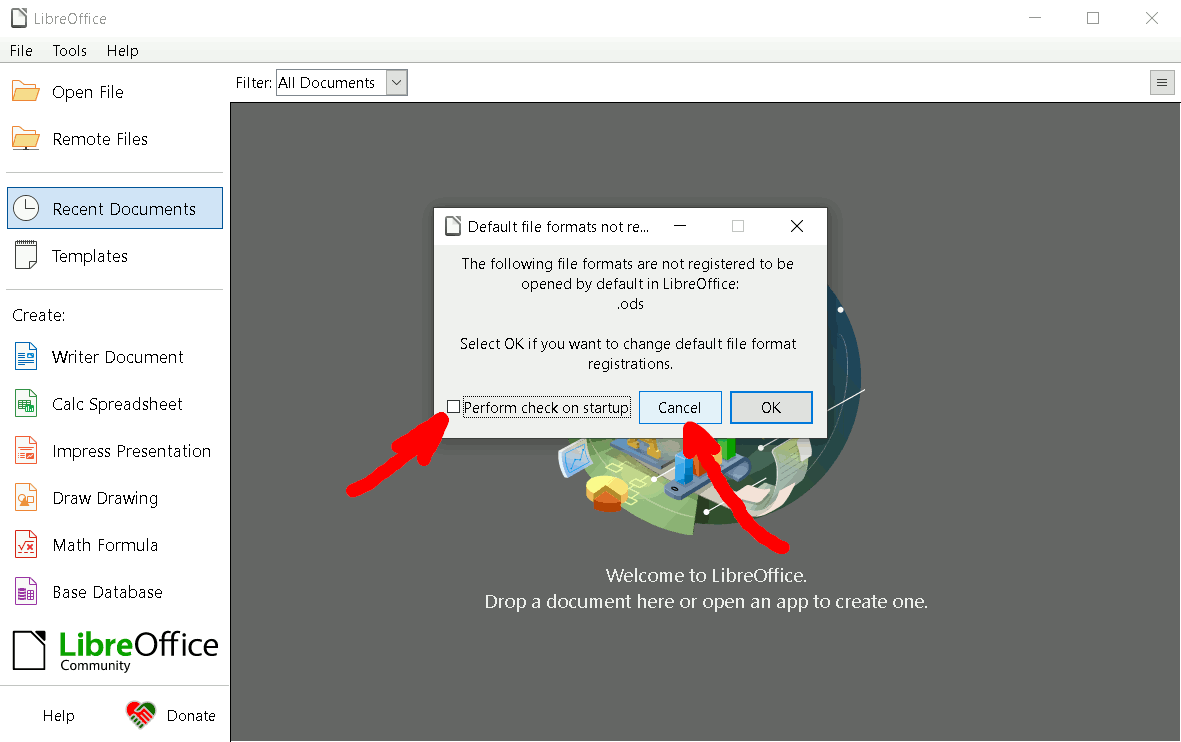 LibreOffice
File Tools Help
Open File
Remote Files
Recent Documents
Templates
Create:
Writer Document
Calc Spreadsheet
Impress Presentation
Draw Drawing
Math Formula
Base Database
LibreOffice
Community
Help Donate
Filter: All Documents
Default file formats not re...
The following file formats are not registered to be
opened by default in LibreOffice:
.ods
Select OK if you want to change default file format
registrations.
Perform check on startup Cancel OK
Welcome to LibreOffice.
Drop a document here or open an app to create one.